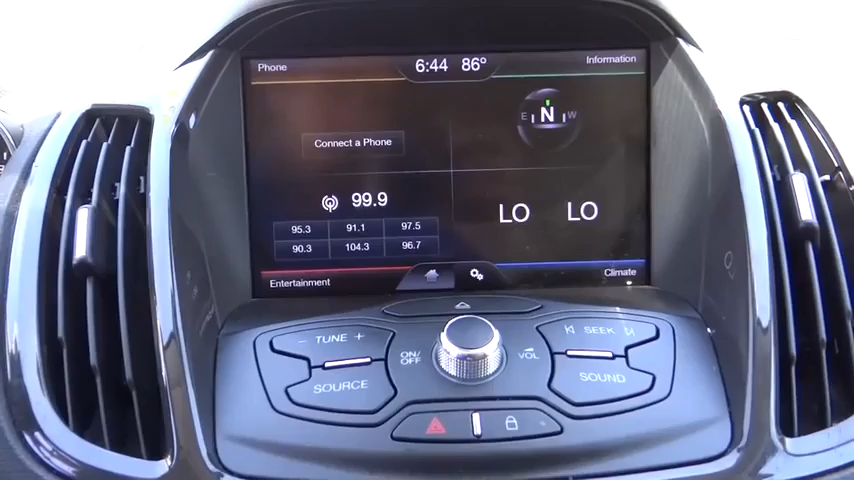 Phone
6:44 86°
Information
E N W
Connect a Phone
99.9
95.3 91.1 97.5
90.3 104.3 96.7
LO LO
Entertainment
Climate
- TUNE +
SEEK
ON/OFF
VOL
SOURCE
SOUND